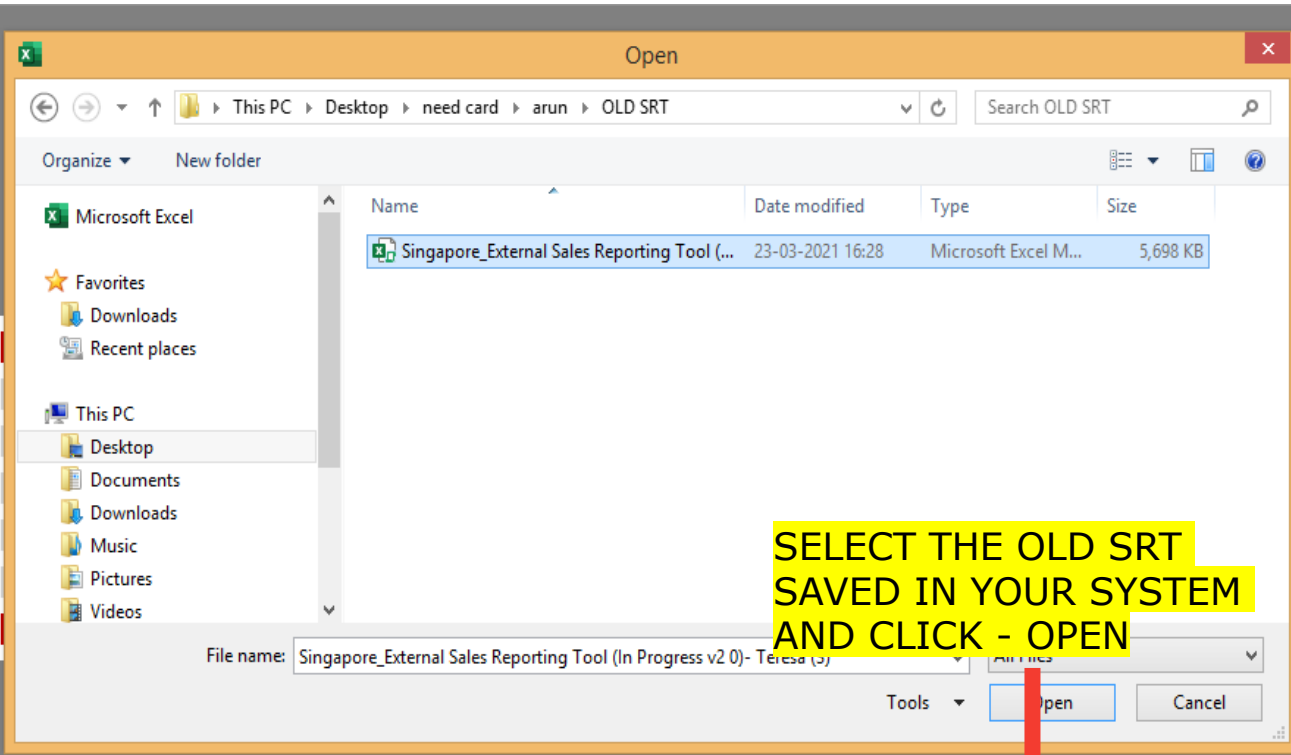 Open
This PC Desktop need card arun OLD SRT Search OLD SRT
Organize New folder
Name Date modified Type Size
Microsoft Excel
Singapore_External Sales Reporting Tool (... 23-03-2021 16:28 Microsoft Excel M... 5,698 KB
Favorites
Downloads
Recent places
This PC
Desktop
Documents
Downloads
Music
Pictures
Videos
SELECT THE OLD SRT
SAVED IN YOUR SYSTEM
AND CLICK - OPEN
File name: Singapore_External Sales Reporting Tool (In Progress v2 0)- Teresa (3) All Files
Tools Open Cancel